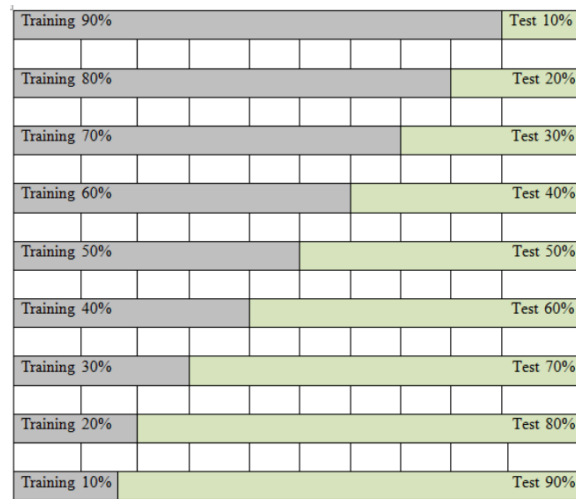 Training 90% Test 10%
Training 80% Test 20%
Training 70% Test 30%
Training 60% Test 40%
Training 50% Test 50%
Training 40% Test 60%
Training 30% Test 70%
Training 20% Test 80%
Training 10% Test 90%